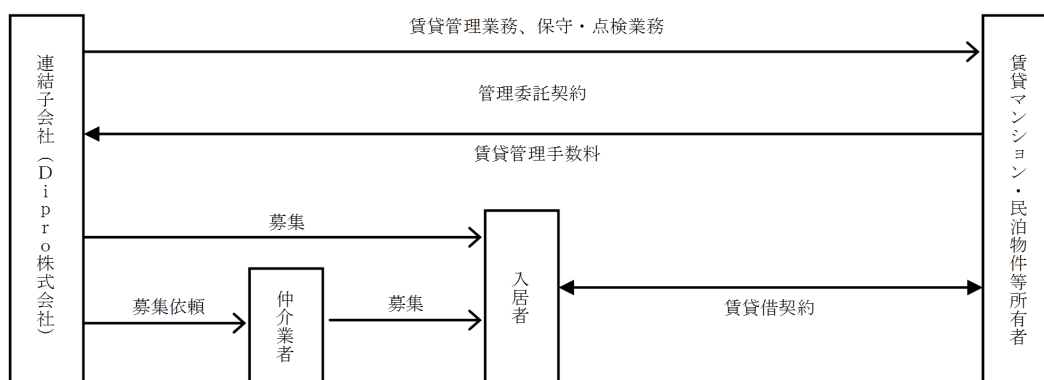 賃貸管理業務、保守・点検業務
連結子会社（Dipro株式会社）
管理委託契約
賃貸マンション・民泊物件等所有者
賃貸管理手数料
募集
入居者
募集依頼
仲介業者
募集
賃貸借契約